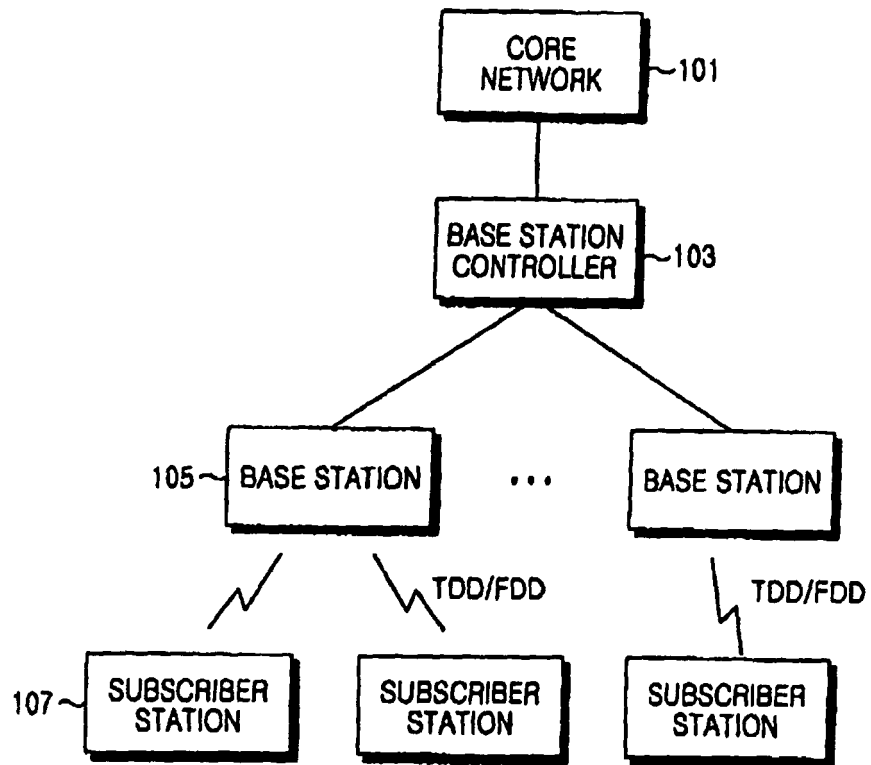 CORE
NETWORK
101
BASE STATION
CONTROLLER
103
105
BASE STATION
...
BASE STATION
TDD/FDD
TDD/FDD
107
SUBSCRIBER
STATION
SUBSCRIBER
STATION
SUBSCRIBER
STATION